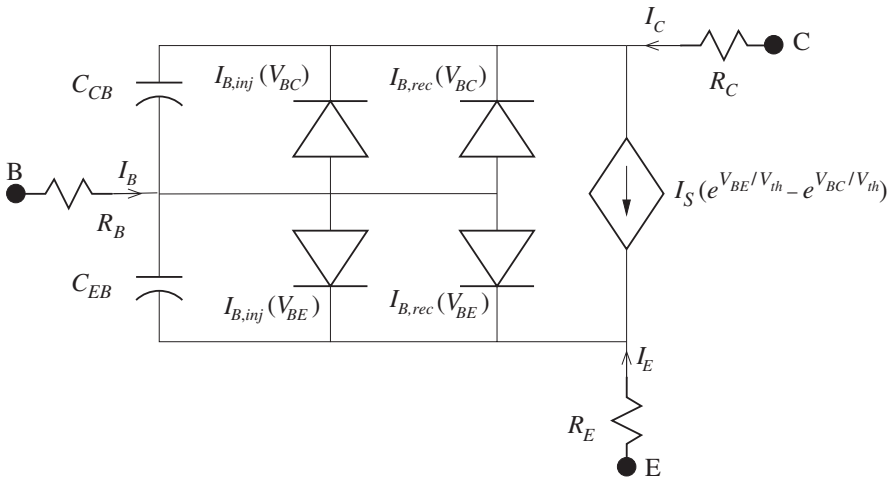 I_C
C
R_C
C_CB
I_B,inj(V_BC)
I_B,rec(V_BC)
B
I_B
R_B
I_S(e^{V_BE/V_th} – e^{V_BC/V_th})
C_EB
I_B,inj(V_BE)
I_B,rec(V_BE)
I_E
R_E
E